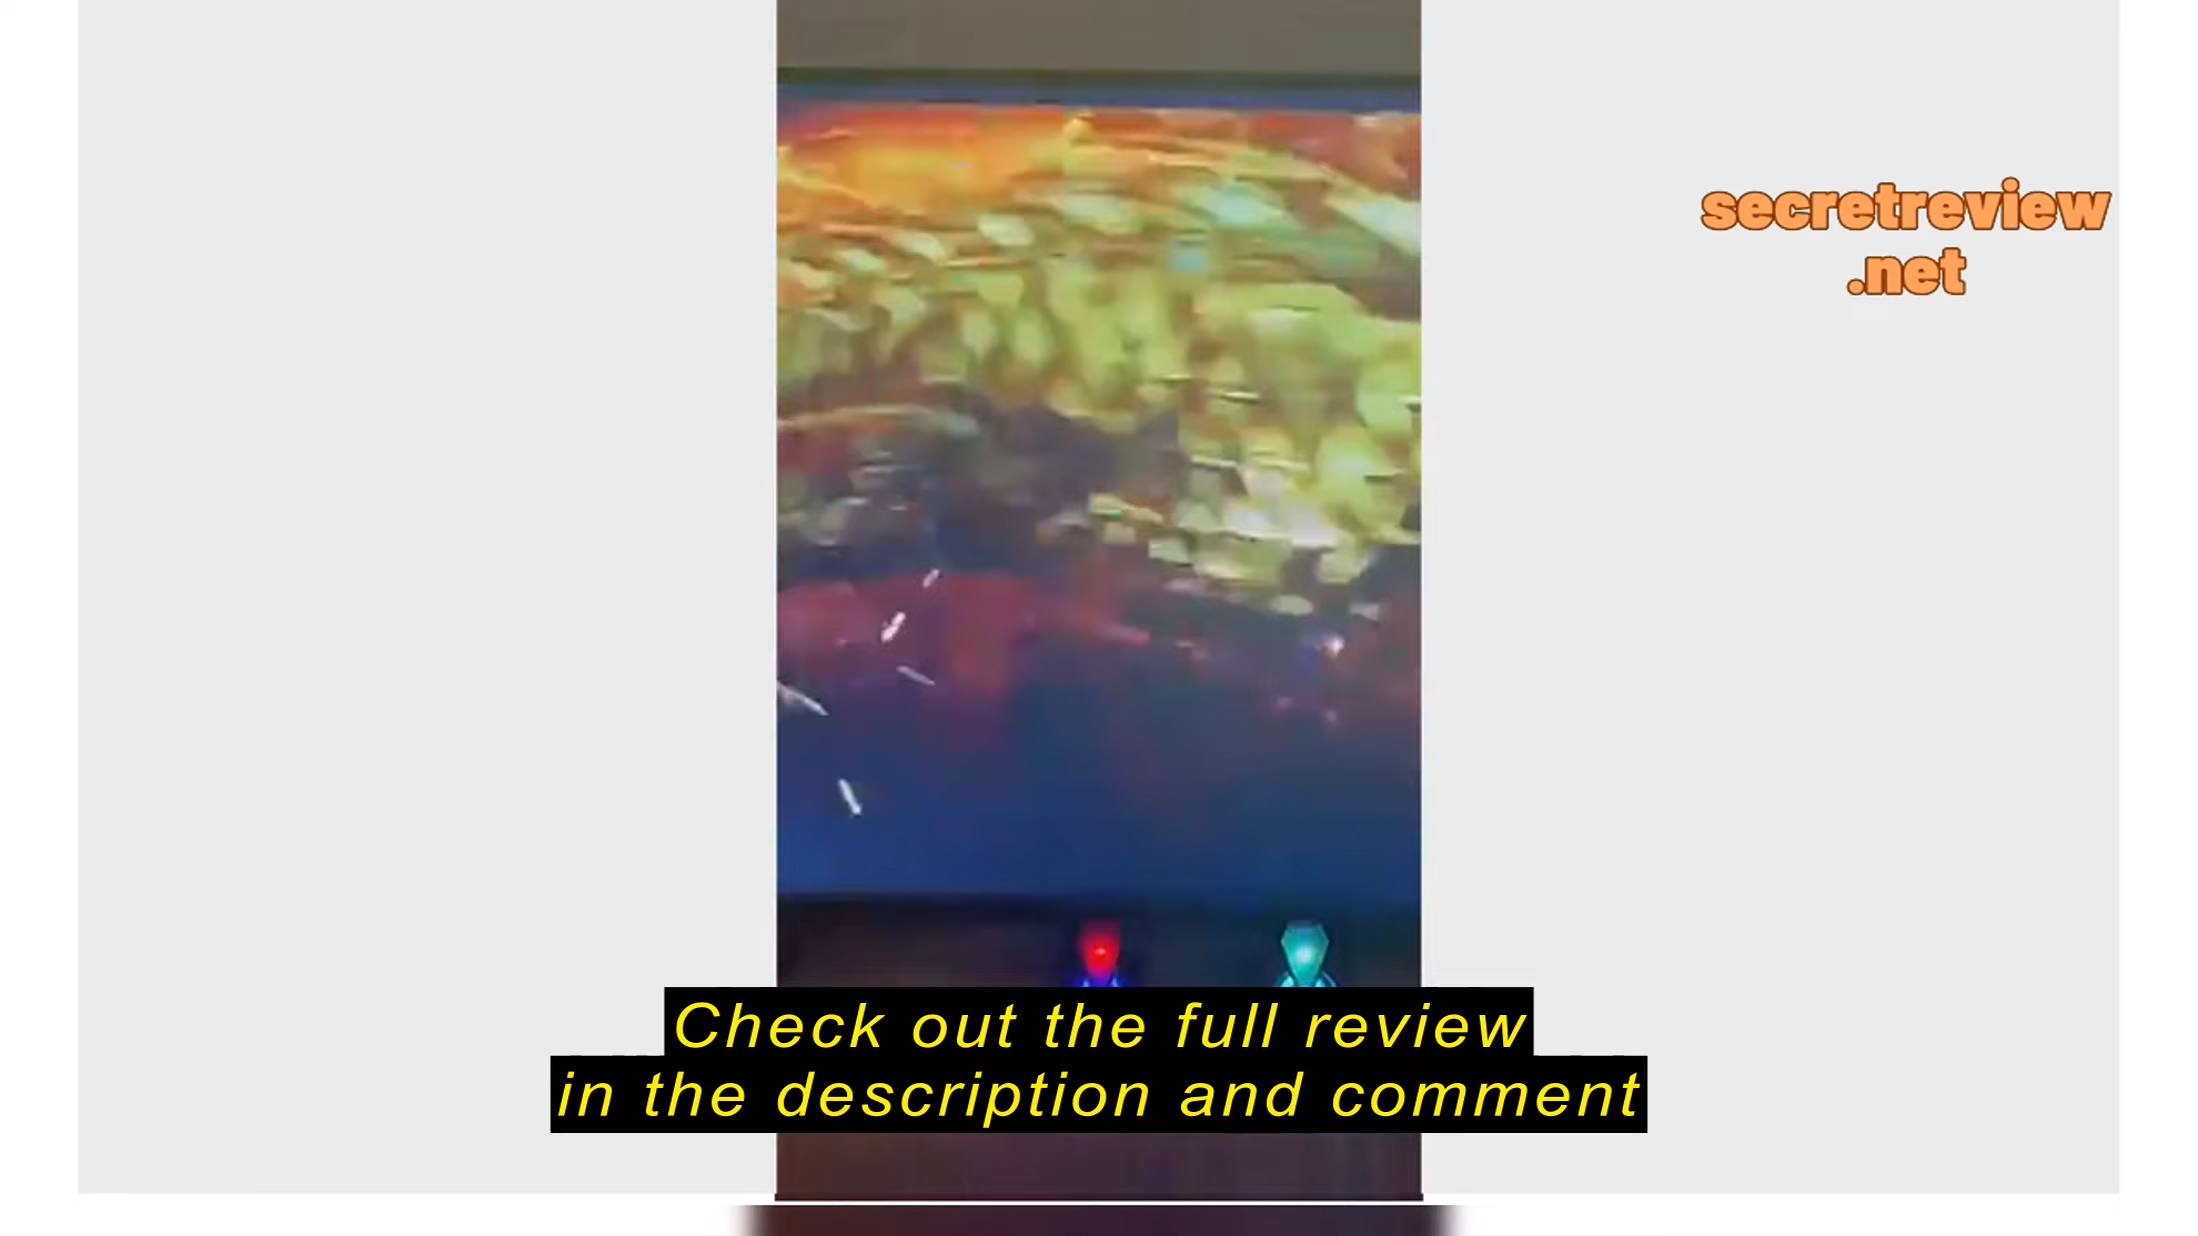 secretreview
.net
Check out the full review
in the description and comment